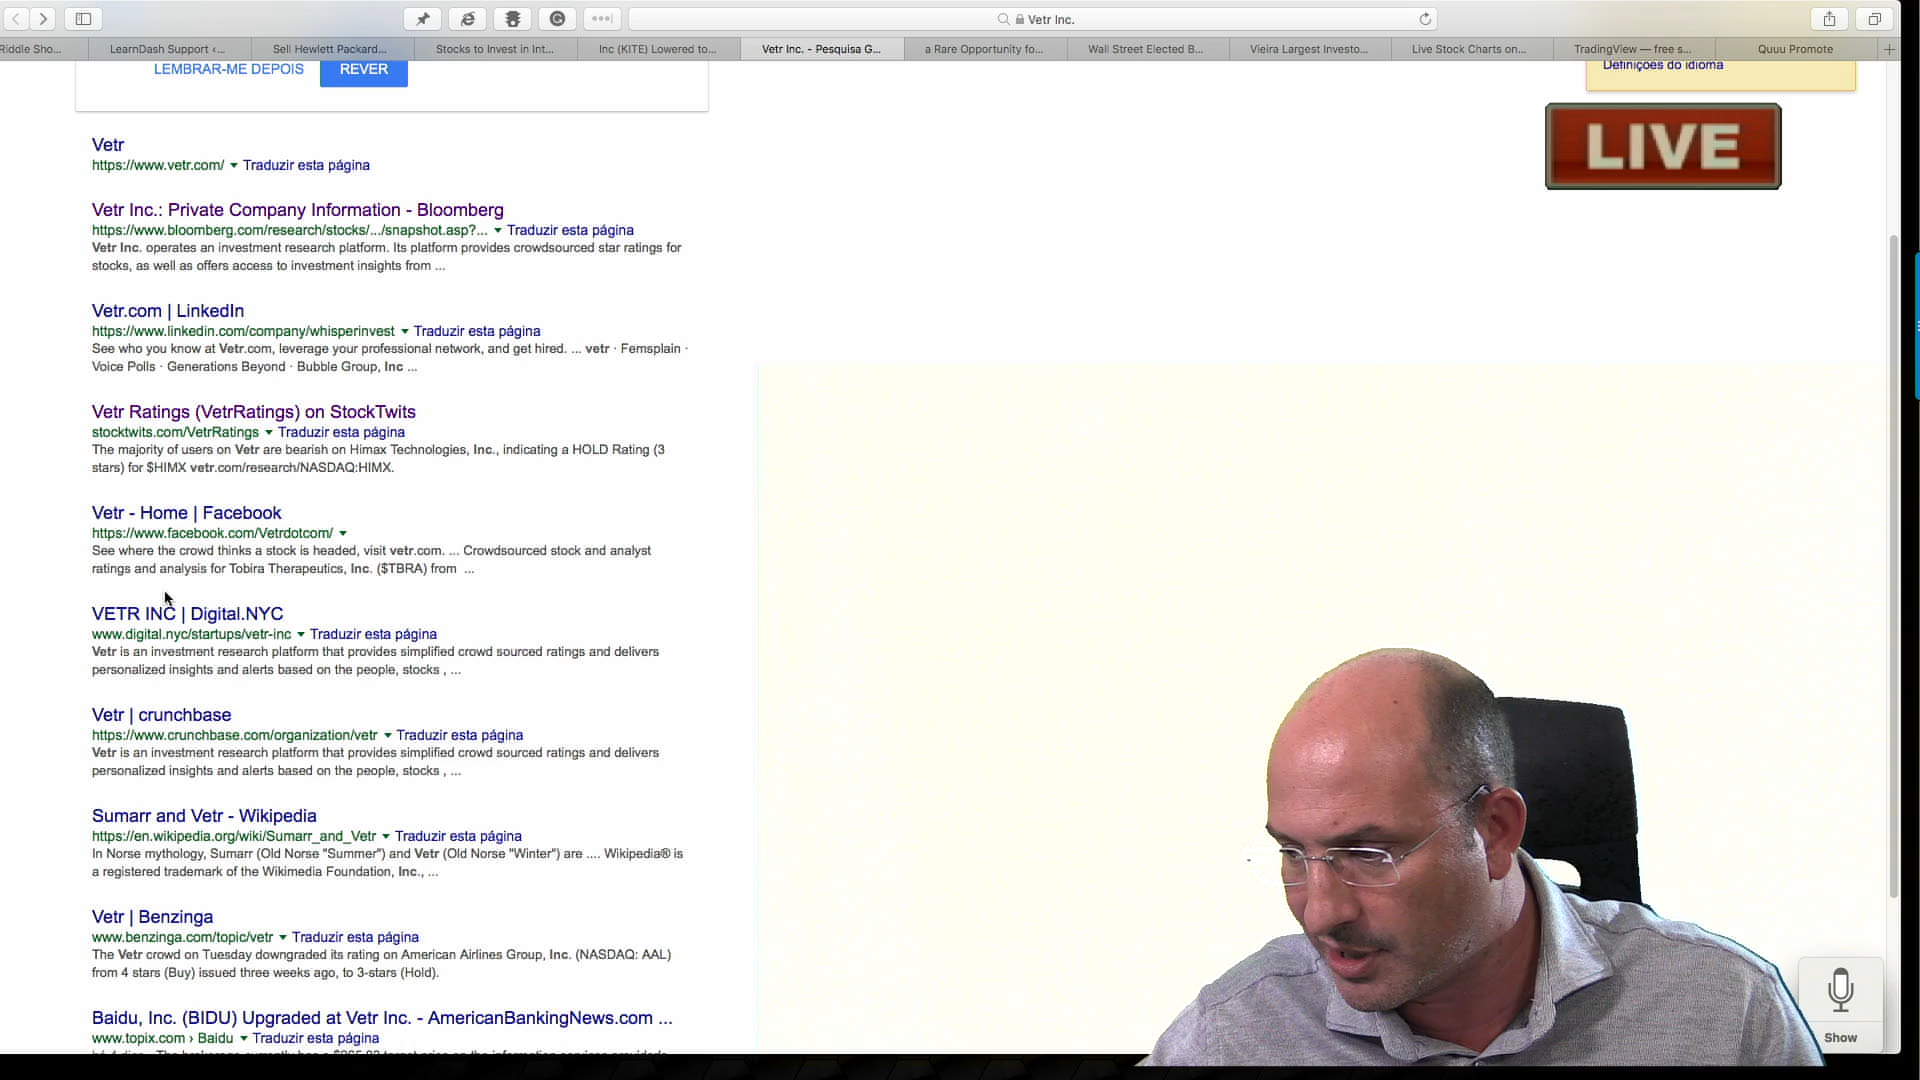 Vetr Inc.
Riddle Sho...
LearnDash Support ‹...
Sell Hewlett Packard...
Stocks to Invest in Int...
Inc (KITE) Lowered to...
Vetr Inc. - Pesquisa G...
a Rare Opportunity fo...
Wall Street Elected B...
Vieira Largest Investo...
Live Stock Charts on...
TradingView — free s...
Quuu Promote
LEMBRAR-ME DEPOIS
REVER
Definições do idioma
LIVE
Vetr
https://www.vetr.com/ Traduzir esta página
Vetr Inc.: Private Company Information - Bloomberg
https://www.bloomberg.com/research/stocks/.../snapshot.asp?... Traduzir esta página
Vetr Inc. operates an investment research platform. Its platform provides crowdsourced star ratings for
stocks, as well as offers access to investment insights from ...
Vetr.com | LinkedIn
https://www.linkedin.com/company/whisperinvest Traduzir esta página
See who you know at Vetr.com, leverage your professional network, and get hired. ... vetr · Femsplain ·
Voice Polls · Generations Beyond · Bubble Group, Inc ...
Vetr Ratings (VetrRatings) on StockTwits
stocktwits.com/VetrRatings Traduzir esta página
The majority of users on Vetr are bearish on Himax Technologies, Inc., indicating a HOLD Rating (3
stars) for $HIMX vetr.com/research/NASDAQ:HIMX.
Vetr - Home | Facebook
https://www.facebook.com/Vetrdotcom/
See where the crowd thinks a stock is headed, visit vetr.com. ... Crowdsourced stock and analyst
ratings and analysis for Tobira Therapeutics, Inc. ($TBRA) from ...
VETR INC | Digital.NYC
www.digital.nyc/startups/vetr-inc Traduzir esta página
Vetr is an investment research platform that provides simplified crowd sourced ratings and delivers
personalized insights and alerts based on the people, stocks , ...
Vetr | crunchbase
https://www.crunchbase.com/organization/vetr Traduzir esta página
Vetr is an investment research platform that provides simplified crowd sourced ratings and delivers
personalized insights and alerts based on the people, stocks , ...
Sumarr and Vetr - Wikipedia
https://en.wikipedia.org/wiki/Sumarr_and_Vetr Traduzir esta página
In Norse mythology, Sumarr (Old Norse "Summer") and Vetr (Old Norse "Winter") are .... Wikipedia® is
a registered trademark of the Wikimedia Foundation, Inc., ...
Vetr | Benzinga
www.benzinga.com/topic/vetr Traduzir esta página
The Vetr crowd on Tuesday downgraded its rating on American Airlines Group, Inc. (NASDAQ: AAL)
from 4 stars (Buy) issued three weeks ago, to 3-stars (Hold).
Baidu, Inc. (BIDU) Upgraded at Vetr Inc. - AmericanBankingNews.com ...
www.topix.com › Baidu Traduzir esta página
Show